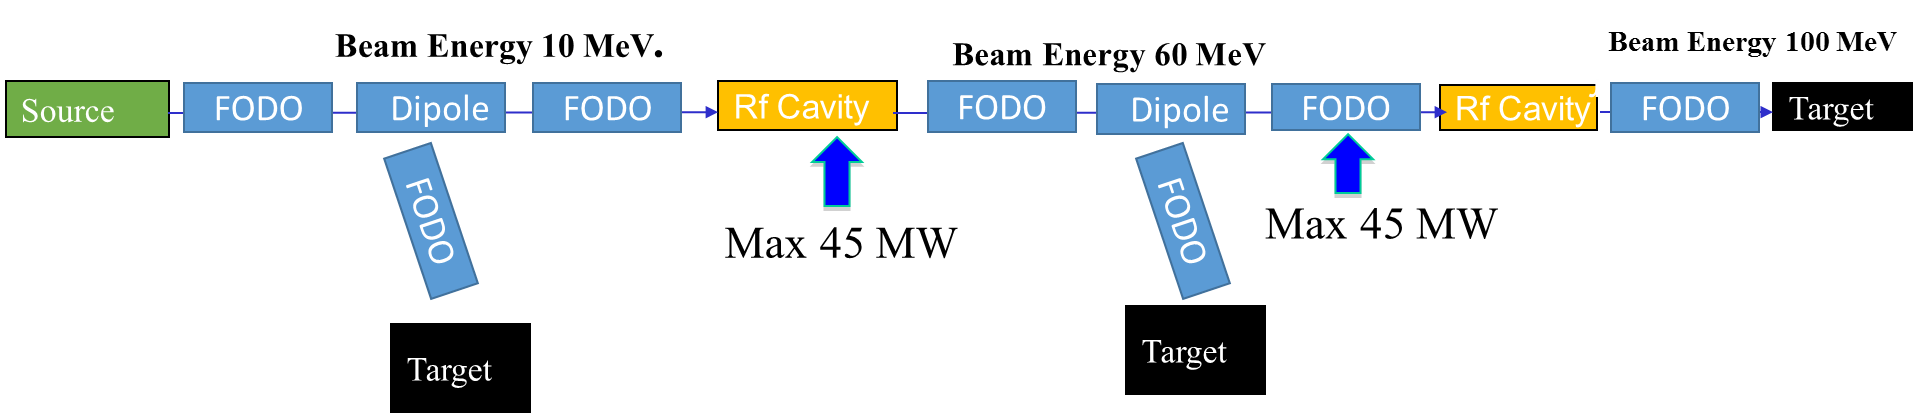 Beam Energy 10 MeV.
Beam Energy 60 MeV
Beam Energy 100 MeV
Source
FODO
Dipole
FODO
Rf Cavity
FODO
Dipole
FODO
Rf Cavity
FODO
Target
FODO
FODO
Max 45 MW
Max 45 MW
Target
Target